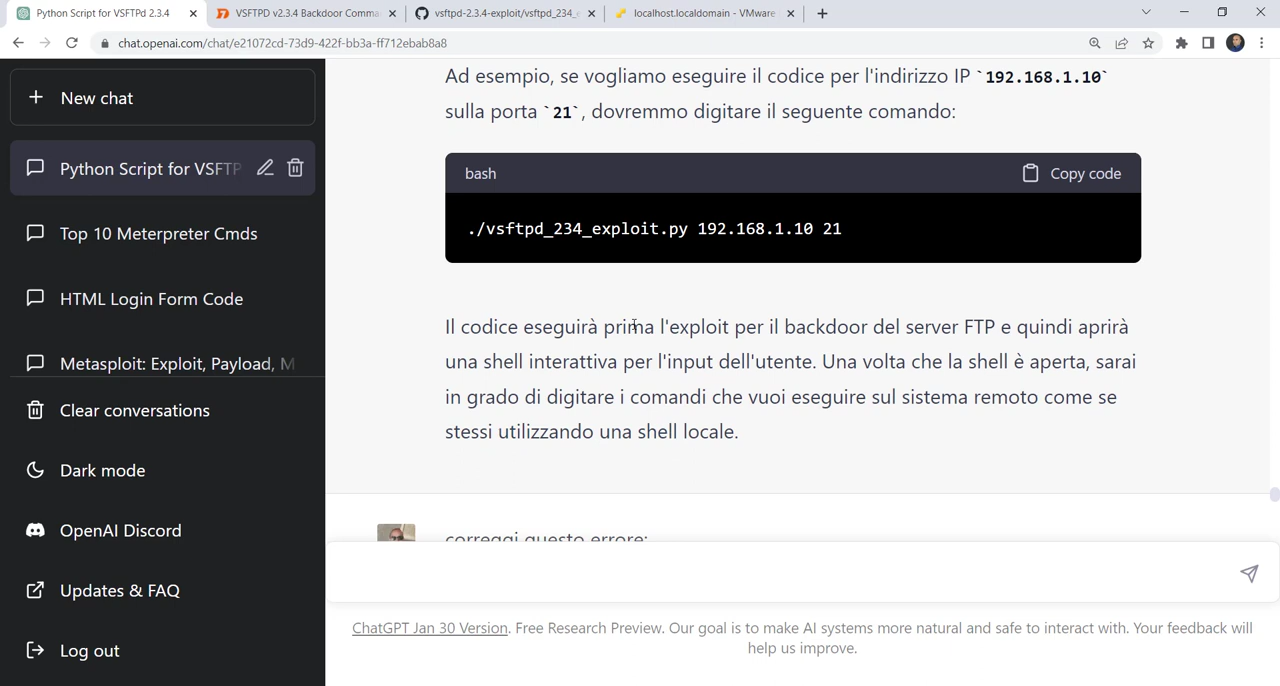 Python Script for VSFTPd 2.3.4
VSFTPD v2.3.4 Backdoor Comma
vsftpd-2.3.4-exploit/vsftpd_234_e
localhost.localdomain - VMware
chat.openai.com/chat/e21072cd-73d9-422f-bb3a-ff712ebab8a8
New chat
Python Script for VSFTP
Top 10 Meterpreter Cmds
HTML Login Form Code
Metasploit: Exploit, Payload, M
Clear conversations
Dark mode
OpenAI Discord
Updates & FAQ
Log out
Ad esempio, se vogliamo eseguire il codice per l'indirizzo IP `192.168.1.10`
sulla porta `21`, dovremmo digitare il seguente comando:
bash
Copy code
./vsftpd_234_exploit.py 192.168.1.10 21
Il codice eseguirà prima l'exploit per il backdoor del server FTP e quindi aprirà
una shell interattiva per l'input dell'utente. Una volta che la shell è aperta, sarai
in grado di digitare i comandi che vuoi eseguire sul sistema remoto come se
stessi utilizzando una shell locale.
correggi questo errore:
ChatGPT Jan 30 Version. Free Research Preview. Our goal is to make AI systems more natural and safe to interact with. Your feedback will
help us improve.